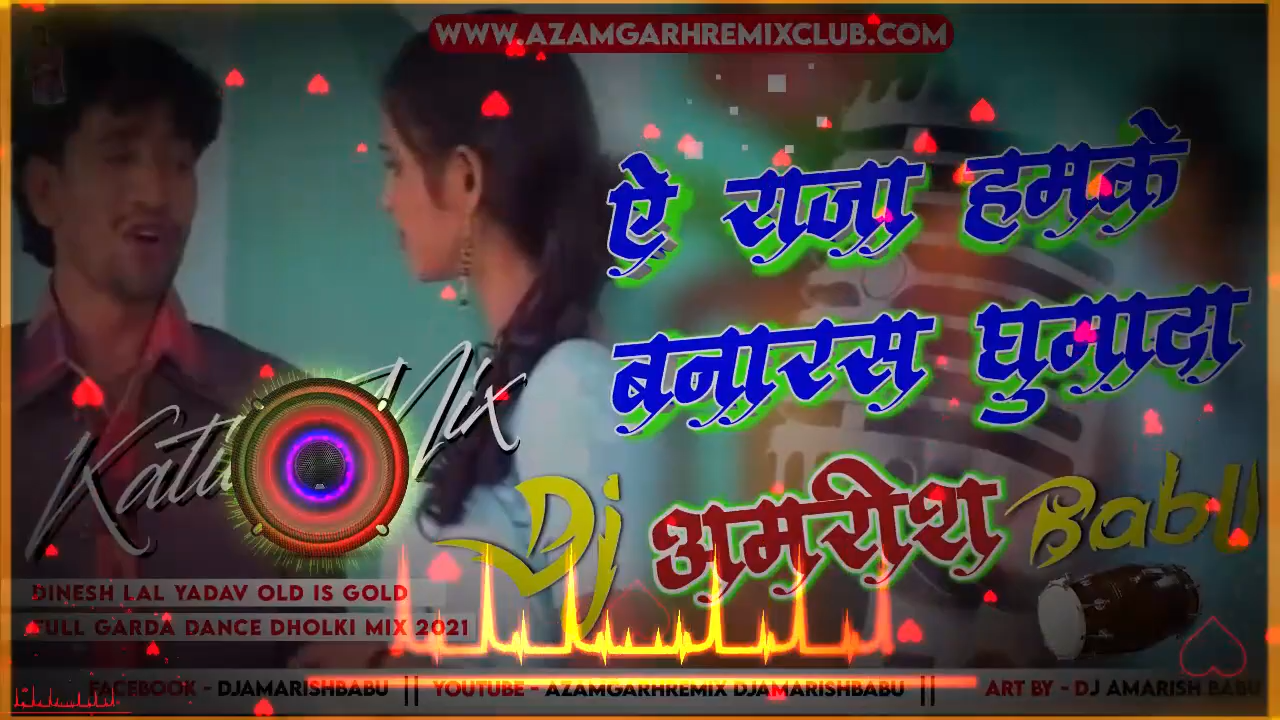 WWW.AZAMGARHREMIXCLUB.COM
ऐ राजा हमके
बनारस घुमादा
Mix
Dj अमरीश Babu
DINESH LAL YADAV OLD IS GOLD
FULL GARDA DANCE DHOLKI MIX 2021
FACEBOOK - DJAMARISHBABU || YOUTUBE - AZAMGARHREMIX DJAMARISHBABU || ART BY - DJ AMARISH BABU